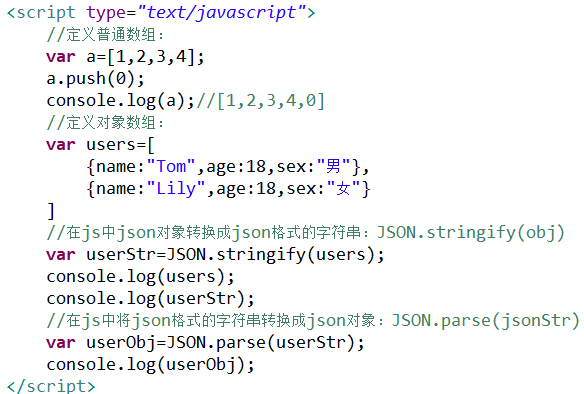 <script type="text/javascript">
    //定义普通数组：
    var a=[1,2,3,4];
    a.push(0);
    console.log(a);//[1,2,3,4,0]
    //定义对象数组：
    var users=[
        {name:"Tom",age:18,sex:"男"},
        {name:"Lily",age:18,sex:"女"}
    ]
    //在js中json对象转换成json格式的字符串：JSON.stringify(obj)
    var userStr=JSON.stringify(users);
    console.log(users);
    console.log(userStr);
    //在js中将json格式的字符串转换成json对象：JSON.parse(jsonStr)
    var userObj=JSON.parse(userStr);
    console.log(userObj);
</script>